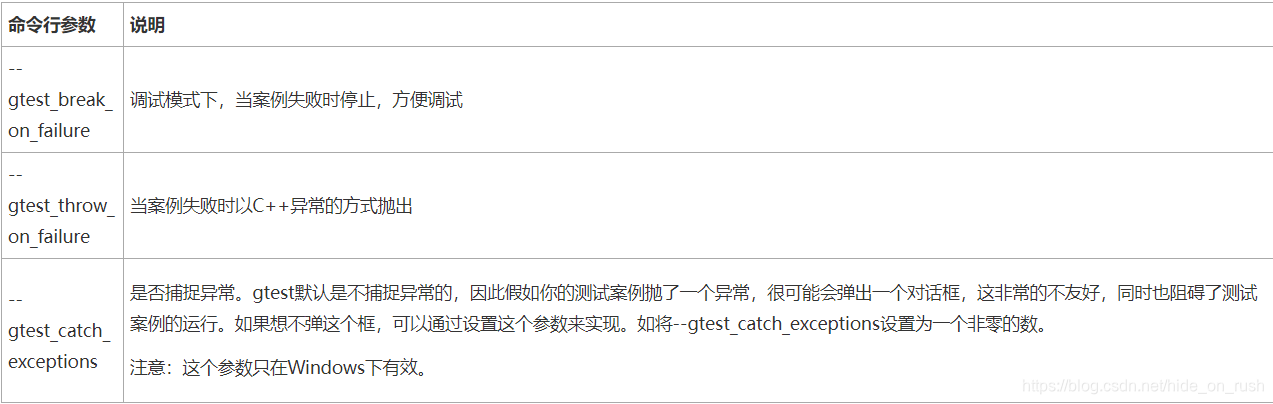 命令行参数 说明
--
gtest_break_
on_failure
调试模式下，当案例失败时停止，方便调试
--
gtest_throw_
on_failure
当案例失败时以C++异常的方式抛出
--
gtest_catch_
exceptions
是否捕捉异常。gtest默认是不捕捉异常的，因此假如你的测试案例抛了一个异常，很可能会弹出一个对话框，这非常的不友好，同时也阻碍了测试
案例的运行。如果想不弹这个框，可以通过设置这个参数来实现。如将--gtest_catch_exceptions设置为一个非零的数。
注意：这个参数只在Windows下有效。
https://blog.csdn.net/hide_on_rush